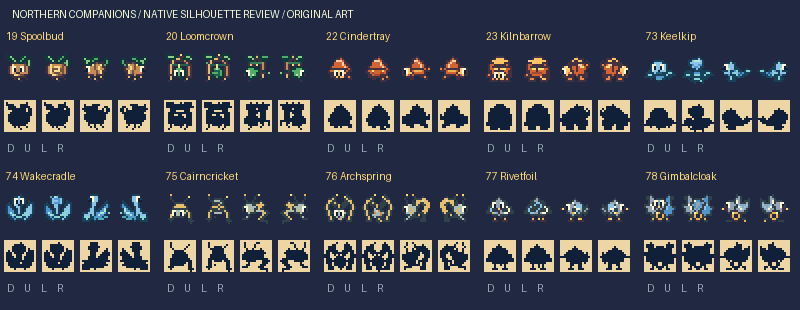 NORTHERN COMPANIONS / NATIVE SILHOUETTE REVIEW / ORIGINAL ART
19 Spoolbud 20 Loomcrown 22 Cindertray 23 Kilnbarrow 73 Keelkip
D U L R D U L R D U L R D U L R D U L R
74 Wakecradle 75 Cairncricket 76 Archspring 77 Rivetfoil 78 Gimbalcloak
D U L R D U L R D U L R D U L R D U L R